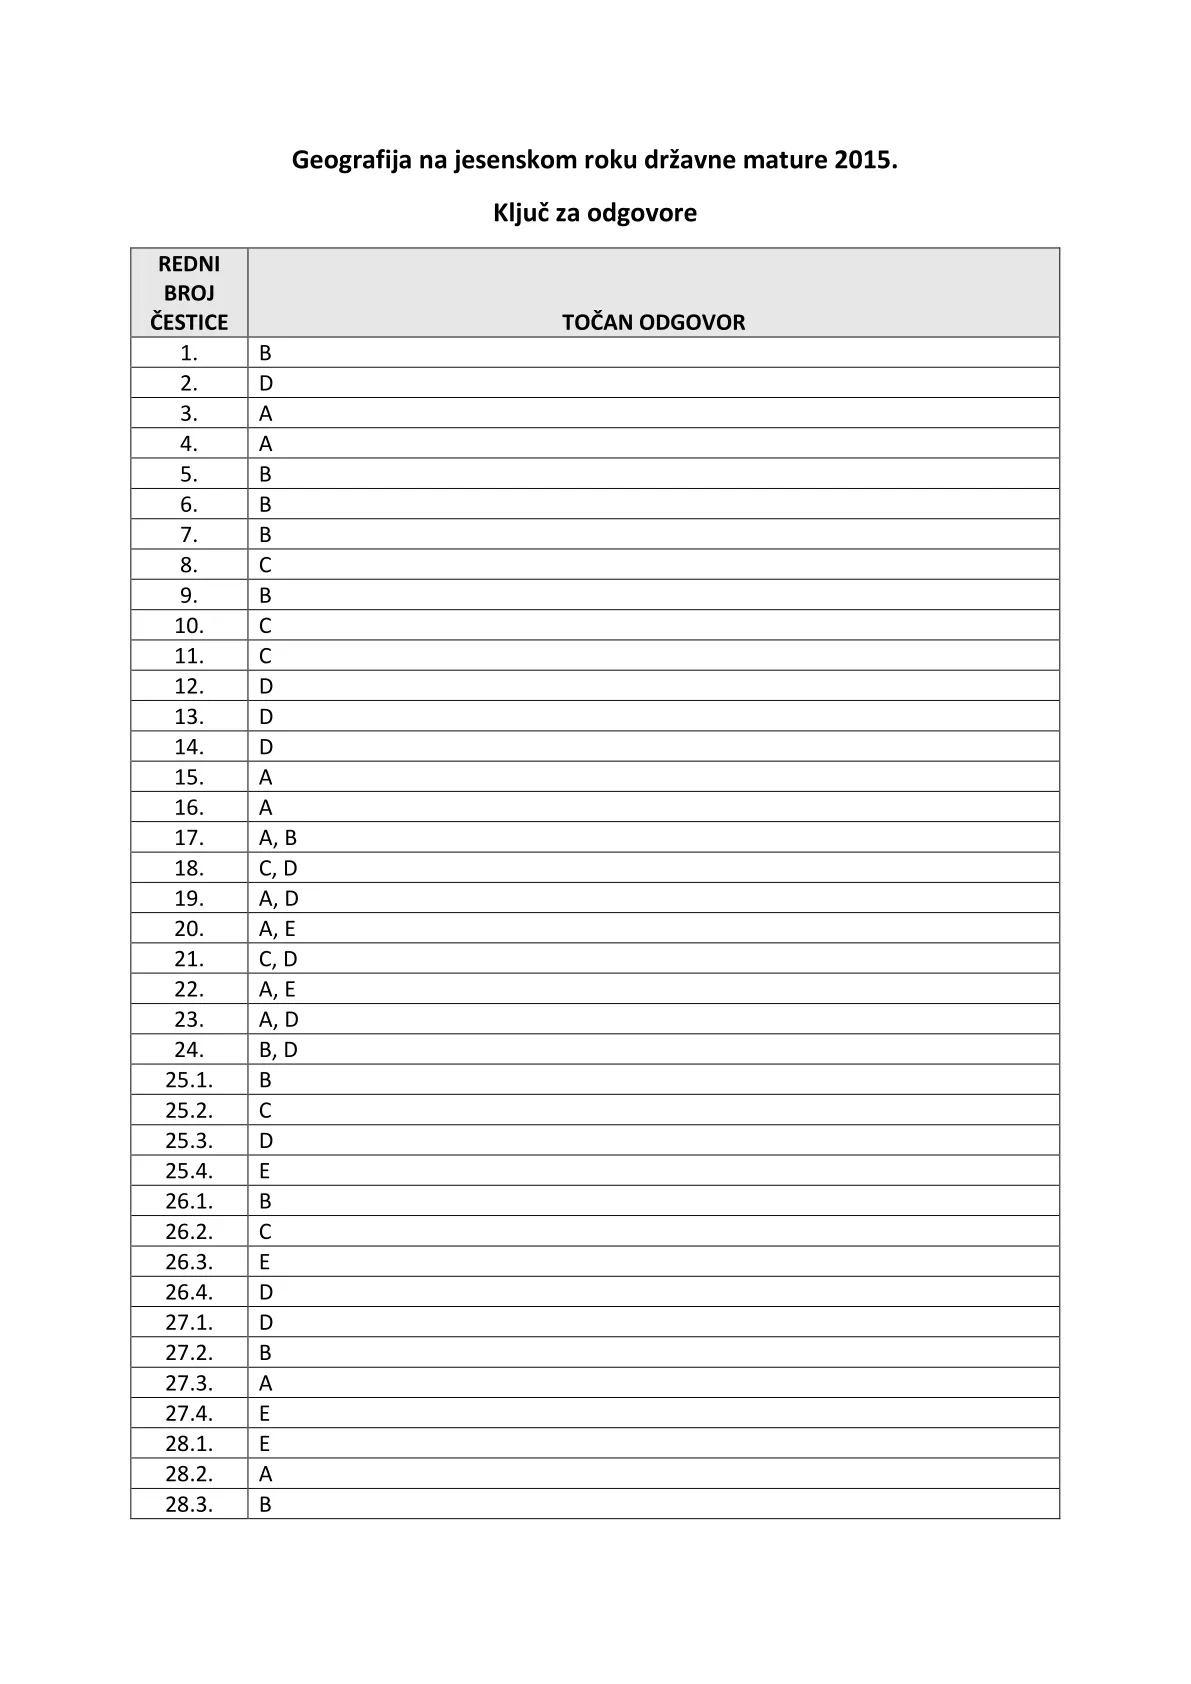 Geografija na jesenskom roku državne mature 2015.
Ključ za odgovore
REDNI
BROJ
ČESTICE TOČAN ODGOVOR
1. B
2. D
3. A
4. A
5. B
6. B
7. B
8. C
9. B
10. C
11. C
12. D
13. D
14. D
15. A
16. A
17. A, B
18. C, D
19. A, D
20. A, E
21. C, D
22. A, E
23. A, D
24. B, D
25.1. B
25.2. C
25.3. D
25.4. E
26.1. B
26.2. C
26.3. E
26.4. D
27.1. D
27.2. B
27.3. A
27.4. E
28.1. E
28.2. A
28.3. B